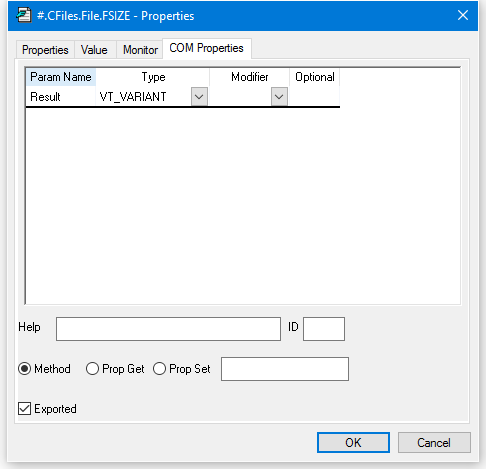 #.CFiles.File.FSIZE - Properties
Properties Value Monitor COM Properties
Param Name Type Modifier Optional
Result VT_VARIANT
Help ID
Method Prop Get Prop Set
Exported
OK Cancel